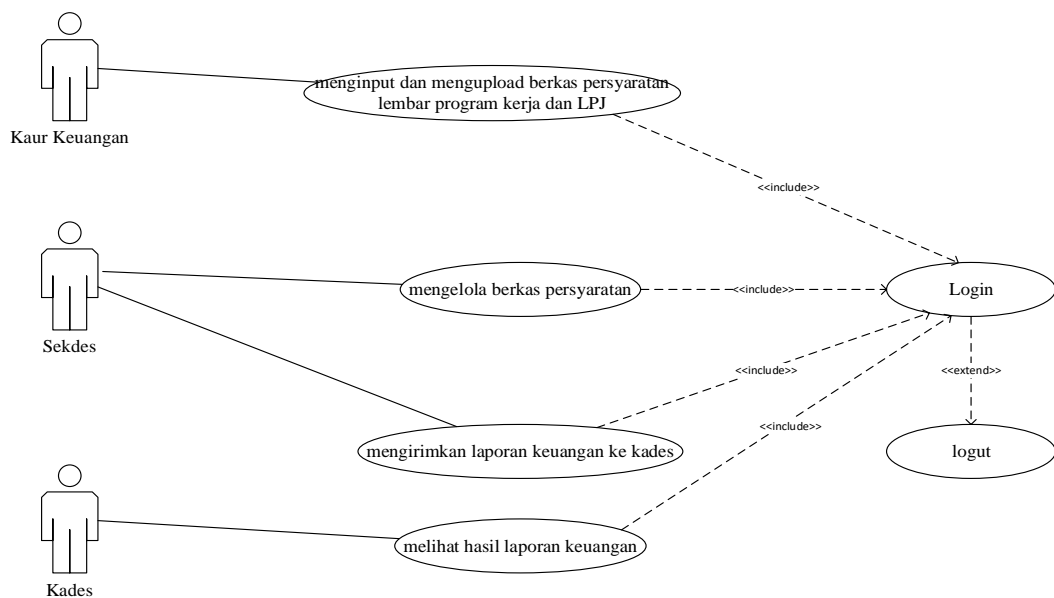 menginput dan mengupload berkas persyaratan
lembar program kerja dan LPJ
Kaur Keuangan
<<include>>
Sekdes
mengelola berkas persyaratan
<<include>>
Login
<<include>>
<<extend>>
<<include>>
mengirimkan laporan keuangan ke kades
logut
Kades
melihat hasil laporan keuangan